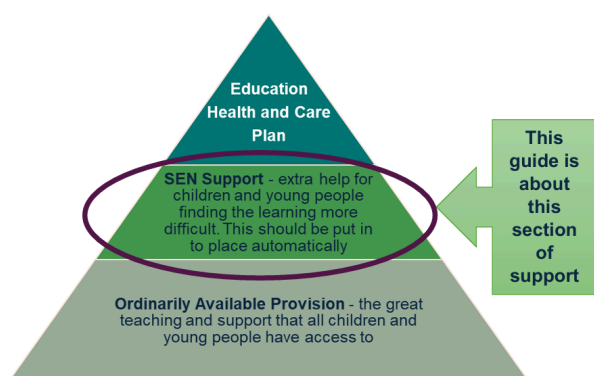 Education
Health and Care
Plan
SEN Support - extra help for
children and young people
finding the learning more
difficult. This should be put in
to place automatically
Ordinarily Available Provision - the great
teaching and support that all children and
young people have access to
This
guide is
about
this
section
of
support